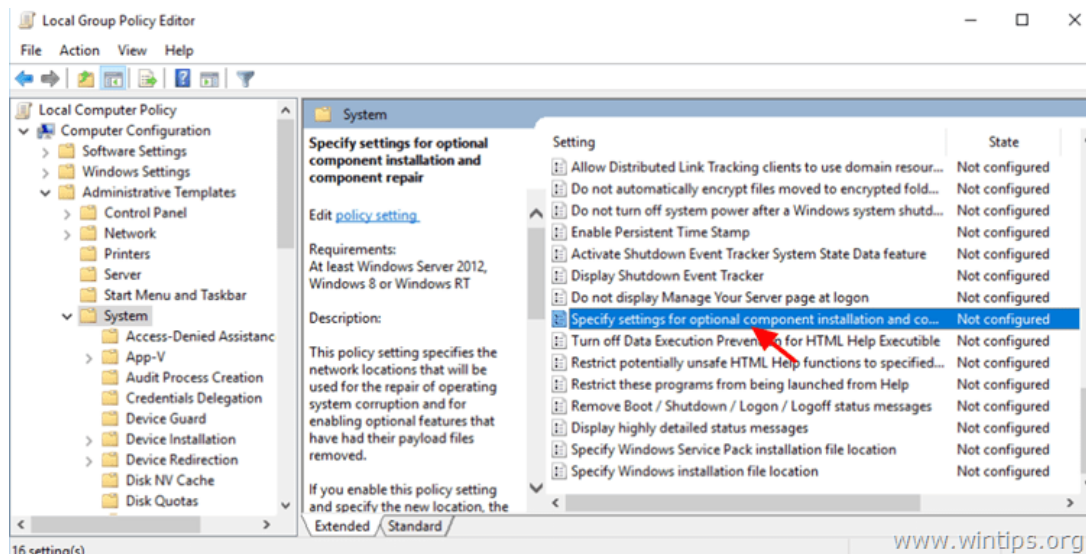 Local Group Policy Editor
File Action View Help
Local Computer Policy
Computer Configuration
Software Settings
Windows Settings
Administrative Templates
Control Panel
Network
Printers
Server
Start Menu and Taskbar
System
Access-Denied Assistanc
App-V
Audit Process Creation
Credentials Delegation
Device Guard
Device Installation
Device Redirection
Disk NV Cache
Disk Quotas
System
Specify settings for optional
component installation and
component repair
Edit policy setting
Requirements:
At least Windows Server 2012,
Windows 8 or Windows RT
Description:
This policy setting specifies the
network locations that will be
used for the repair of operating
system corruption and for
enabling optional features that
have had their payload files
removed.
If you enable this policy setting
and specify the new location, the
Setting State
Allow Distributed Link Tracking clients to use domain resour... Not configured
Do not automatically encrypt files moved to encrypted fold... Not configured
Do not turn off system power after a Windows system shutd... Not configured
Enable Persistent Time Stamp Not configured
Activate Shutdown Event Tracker System State Data feature Not configured
Display Shutdown Event Tracker Not configured
Do not display Manage Your Server page at logon Not configured
Specify settings for optional component installation and co... Not configured
Turn off Data Execution Prevention for HTML Help Executible Not configured
Restrict potentially unsafe HTML Help functions to specified... Not configured
Restrict these programs from being launched from Help Not configured
Remove Boot / Shutdown / Logon / Logoff status messages Not configured
Display highly detailed status messages Not configured
Specify Windows Service Pack installation file location Not configured
Specify Windows installation file location Not configured
Extended Standard
16 setting(s)
www.wintips.org